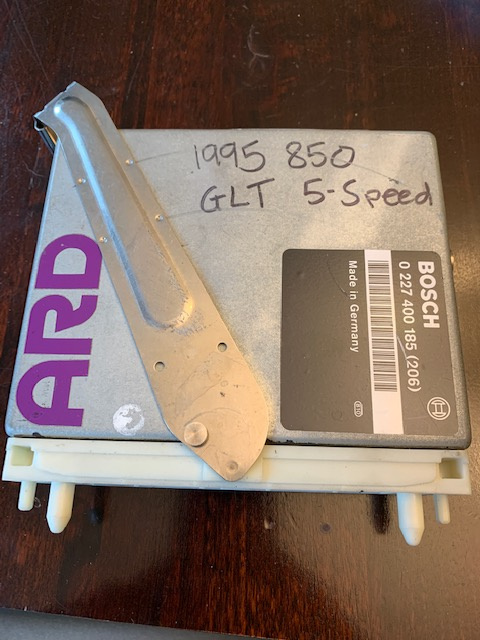 1995 850
GLT 5-Speed
ARD
BOSCH
0 227 400 185 (206)
Made in Germany